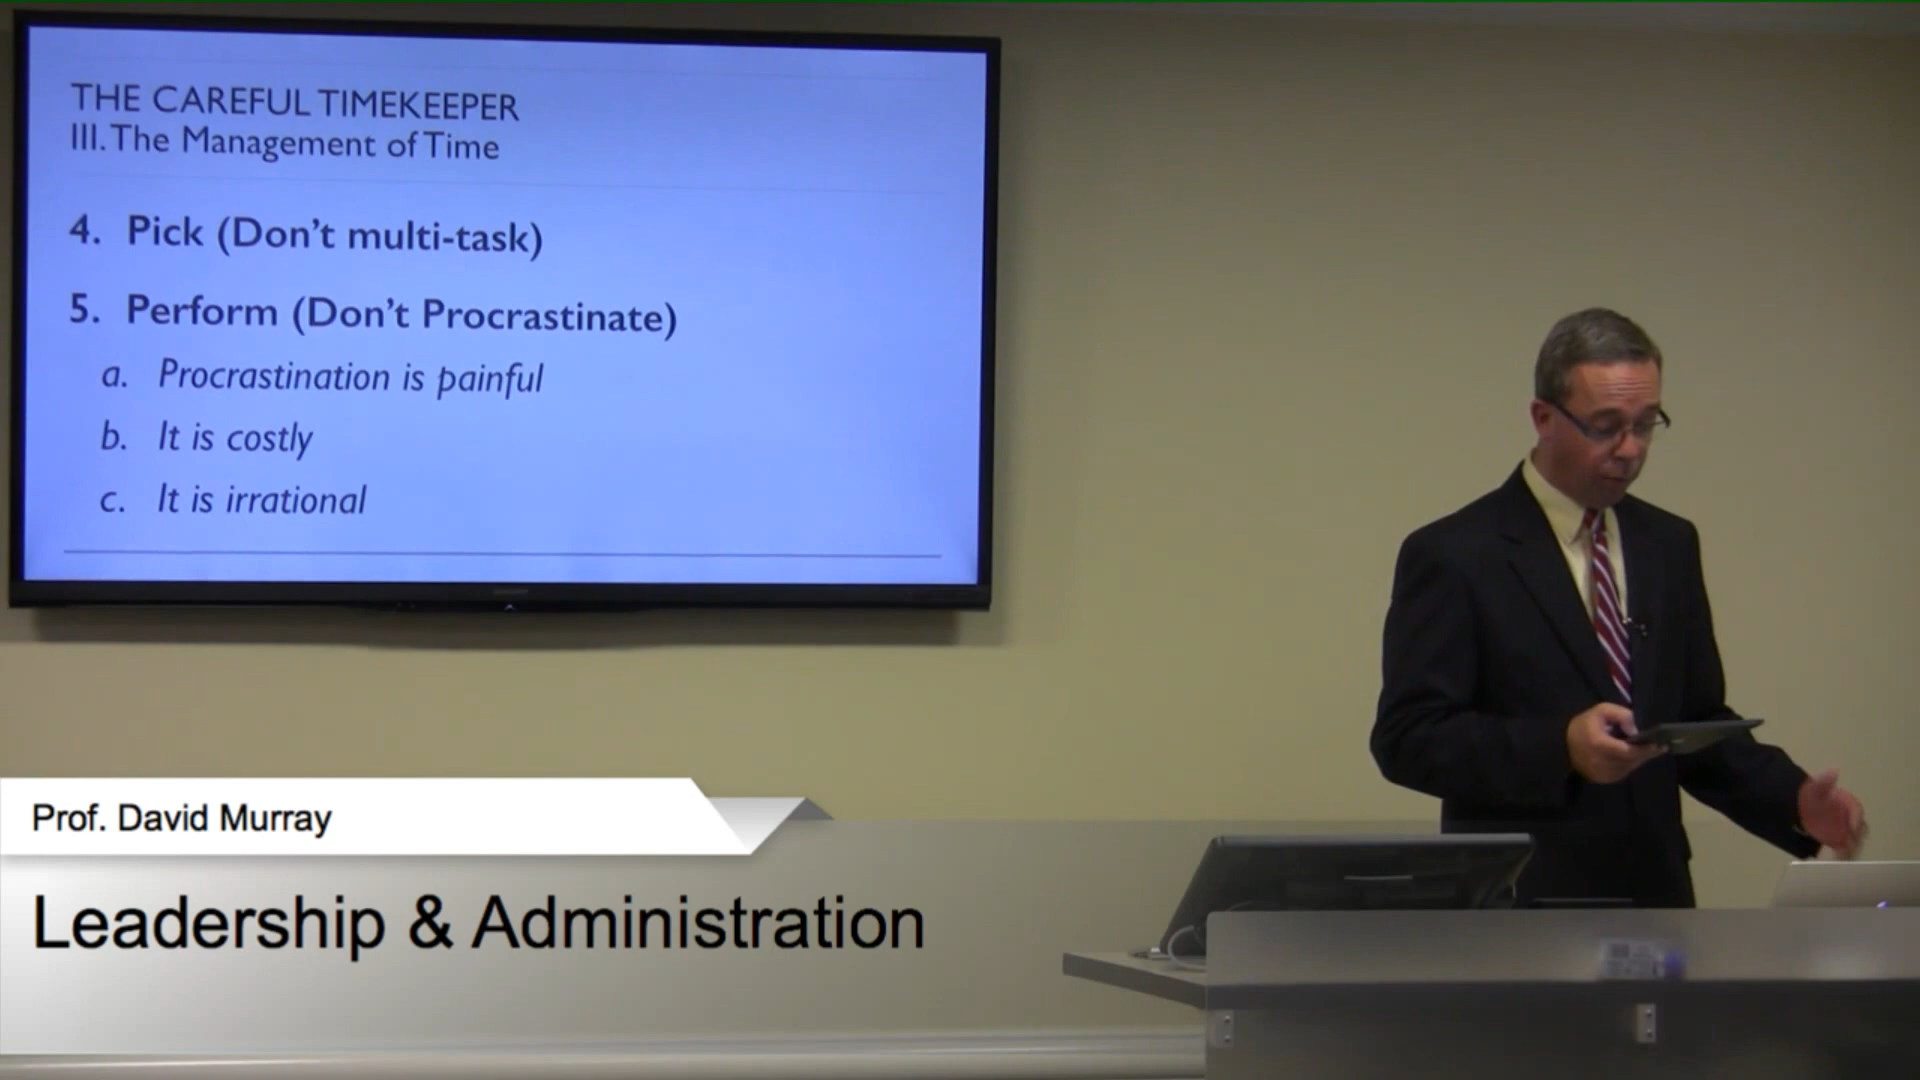 THE CAREFUL TIMEKEEPER
III. The Management of Time
4. Pick (Don't multi-task)
5. Perform (Don't Procrastinate)
a. Procrastination is painful
b. It is costly
c. It is irrational
Prof. David Murray
Leadership & Administration